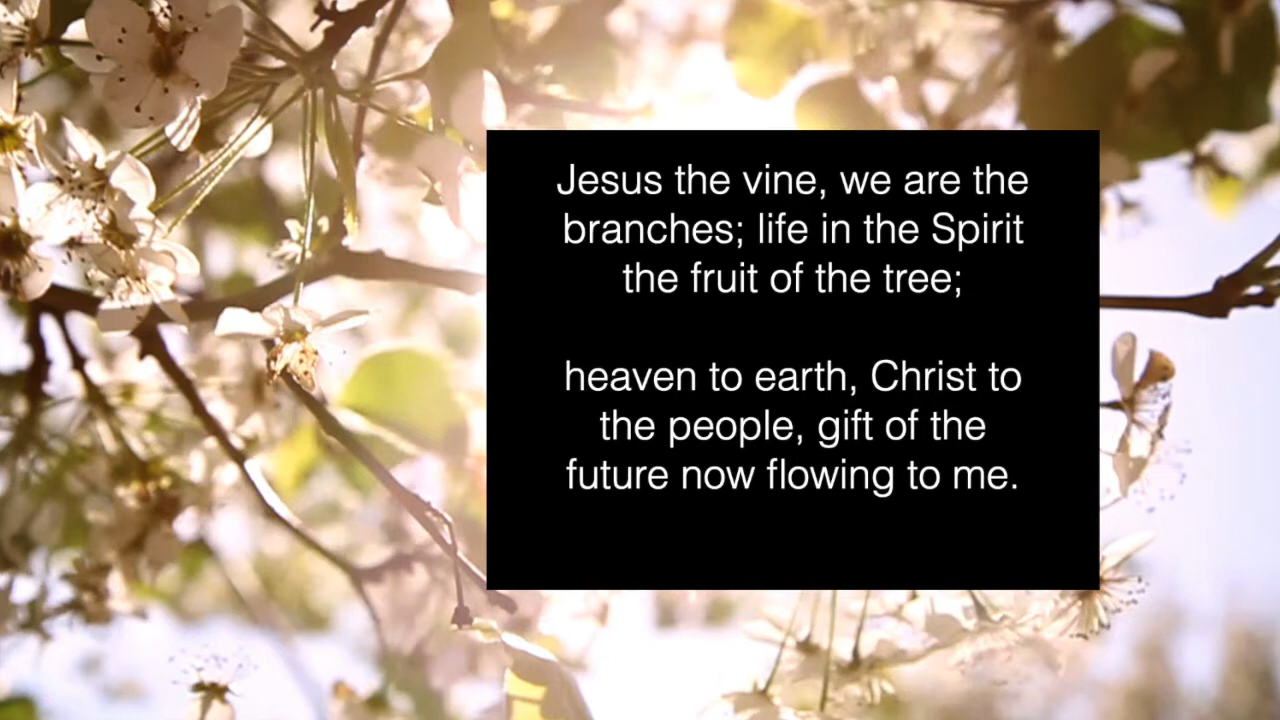 Jesus the vine, we are the
branches; life in the Spirit
the fruit of the tree;
heaven to earth, Christ to
the people, gift of the
future now flowing to me.